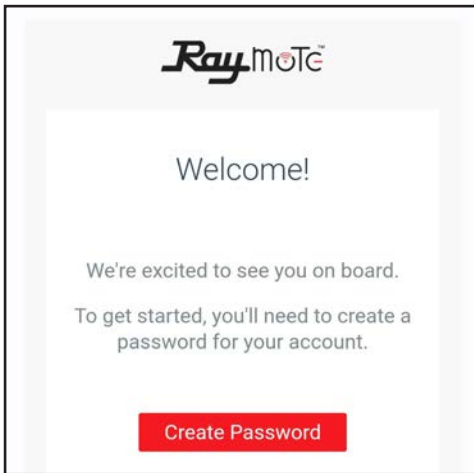 Raymote™
Welcome!
We're excited to see you on board.
To get started, you'll need to create a
password for your account.
Create Password